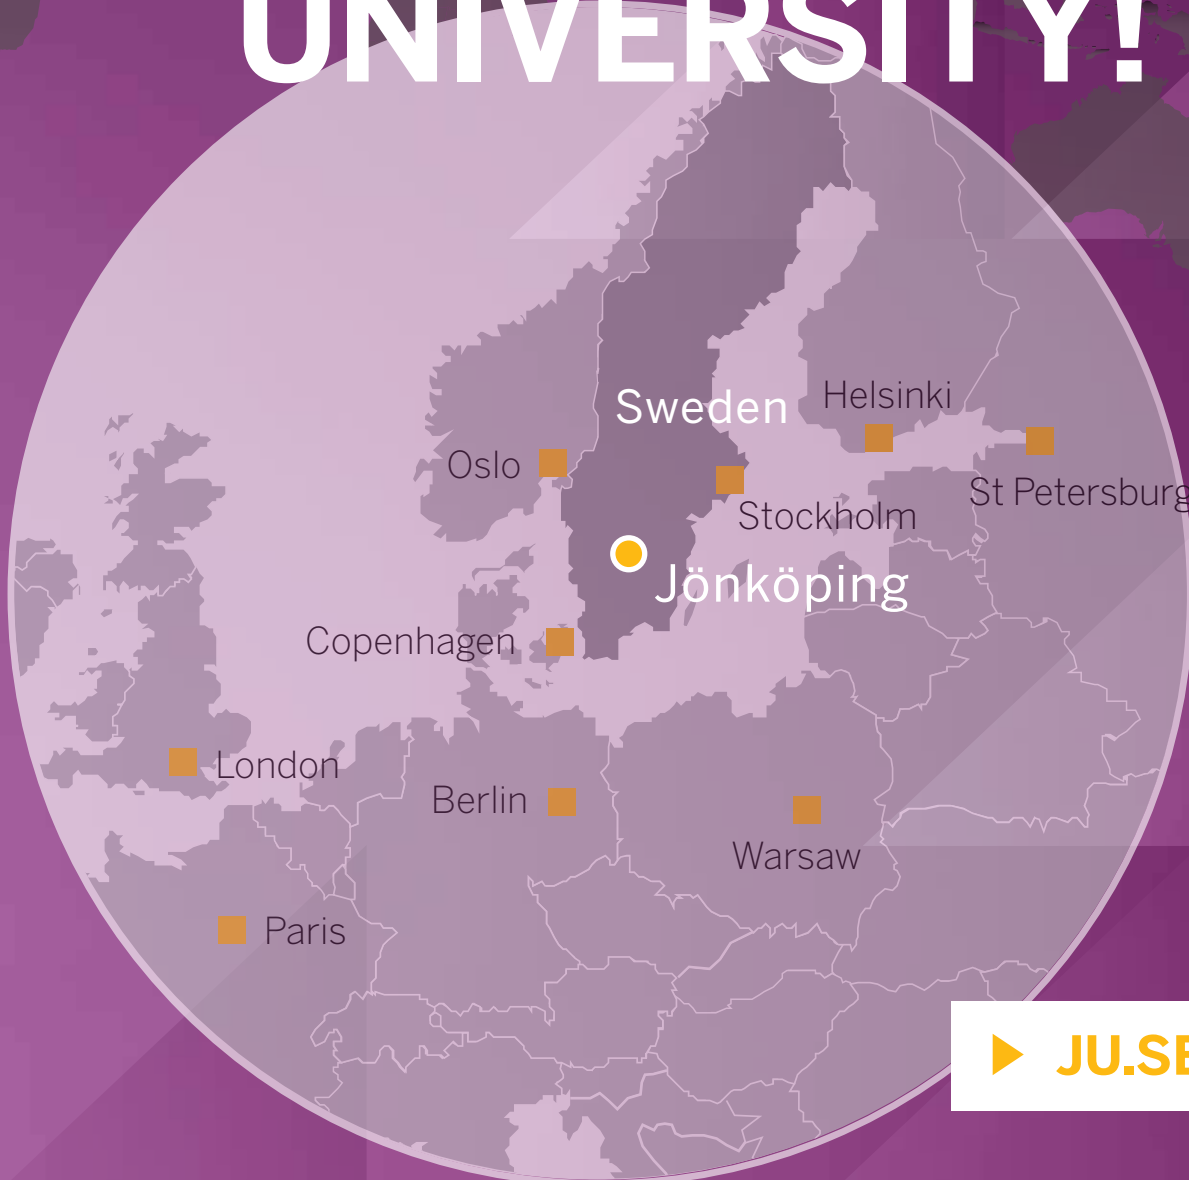 UNIVERSITY!
Sweden
Helsinki
Oslo
St Petersburg
Stockholm
Jönköping
Copenhagen
London
Berlin
Warsaw
Paris
JU.SE